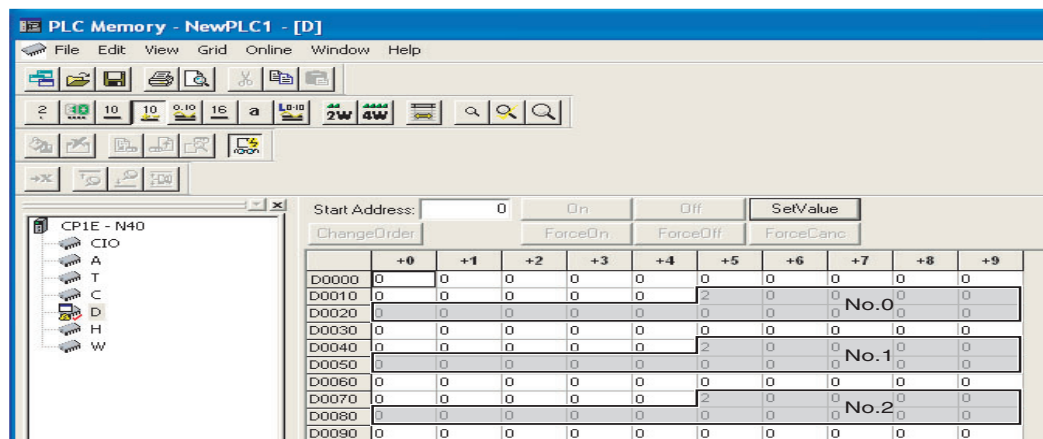 PLC Memory - NewPLC1 - [D]
File Edit View Grid Online Window Help
2 10 10 0.10 16 a L0-10 2W 4W
Start Address: 0 On Off SetValue
ChangeOrder ForceOn ForceOff ForceCanc
CP1E - N40
CIO
A
T
C
D
H
W
+0 +1 +2 +3 +4 +5 +6 +7 +8 +9
D0000 0 0 0 0 0 0 0 0 0 0
D0010 0 0 0 0 0 2 0 0 0 0
D0020 0 0 0 0 0 0 0 0 0 0
No.0
D0030 0 0 0 0 0 0 0 0 0 0
D0040 0 0 0 0 0 2 0 0 0 0
D0050 0 0 0 0 0 0 0 0 0 0
No.1
D0060 0 0 0 0 0 0 0 0 0 0
D0070 0 0 0 0 0 2 0 0 0 0
D0080 0 0 0 0 0 0 0 0 0 0
No.2
D0090 0 0 0 0 0 0 0 0 0 0